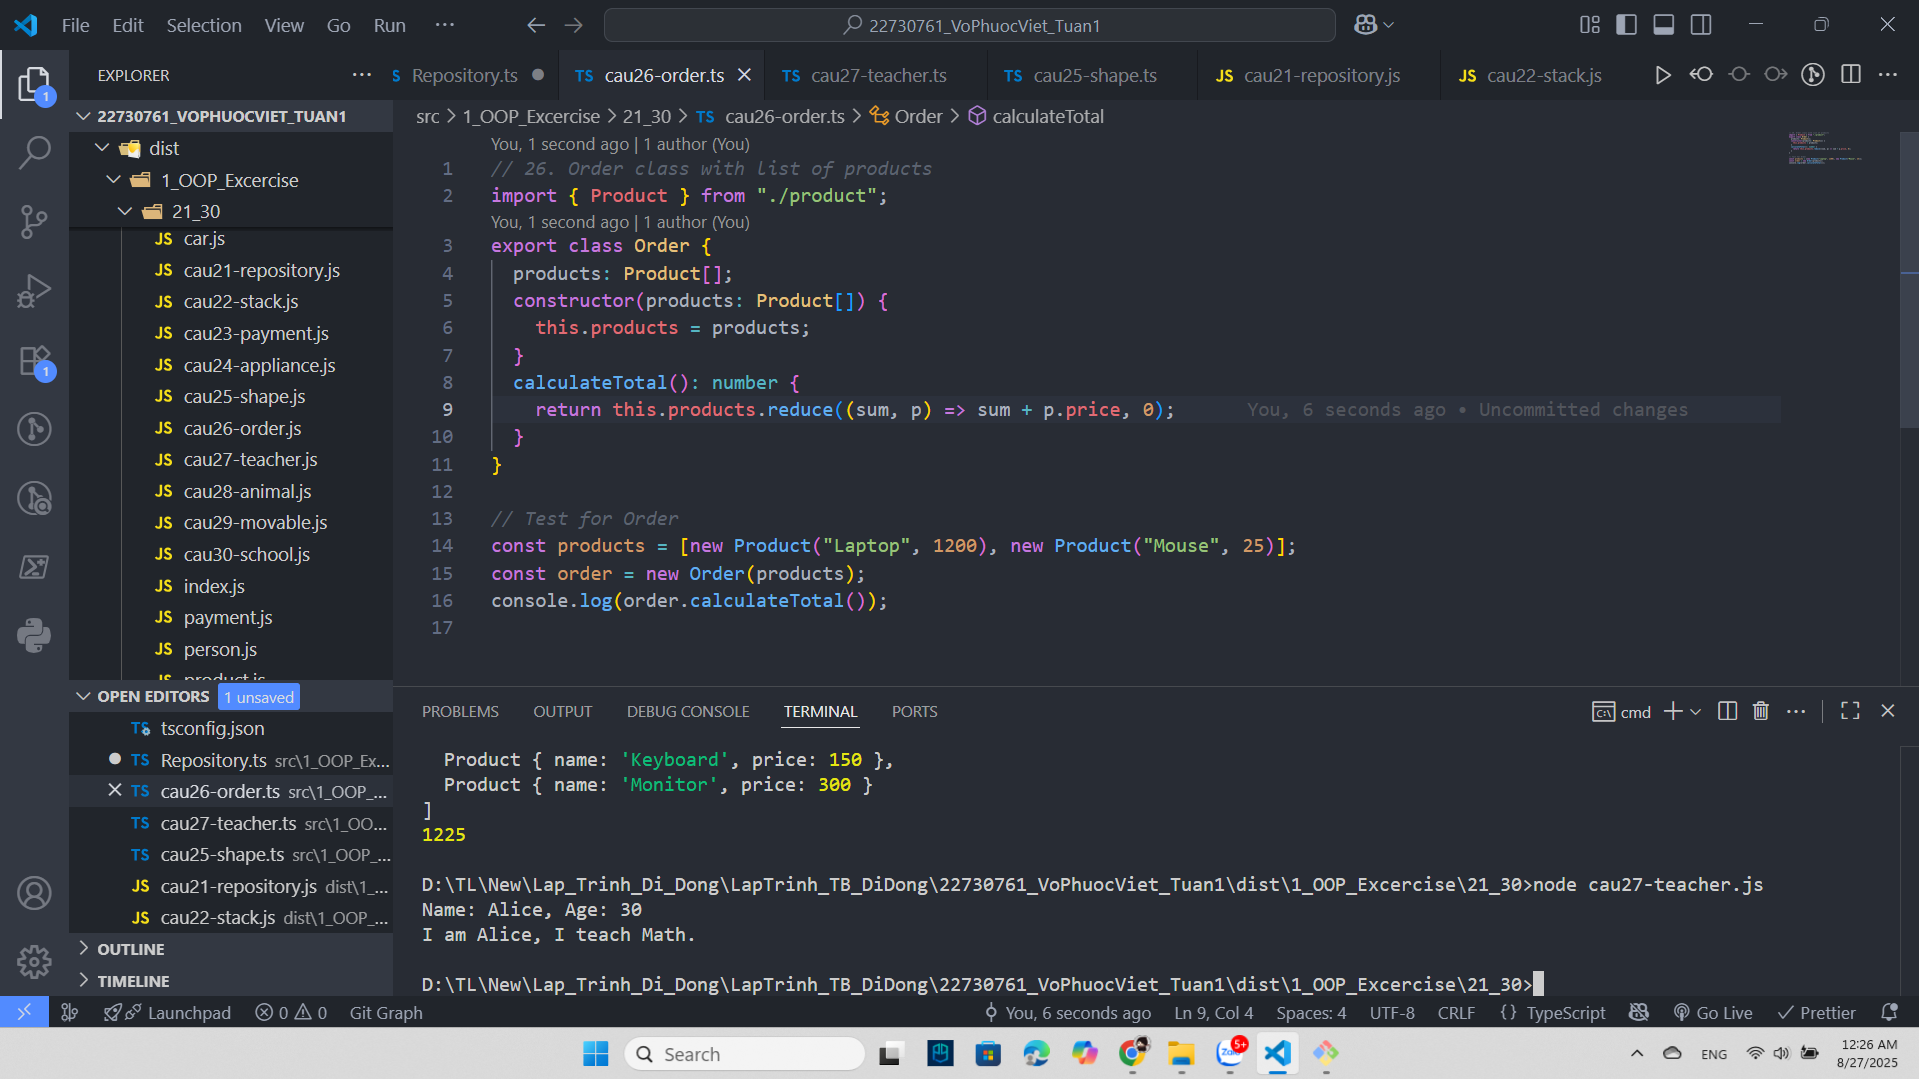 File Edit Selection View Go Run ···
22730761_VoPhuocViet_Tuan1
EXPLORER
Repository.ts
TS cau26-order.ts
TS cau27-teacher.ts
TS cau25-shape.ts
JS cau21-repository.js
JS cau22-stack.js
22730761_VOPHUOCVIET_TUAN1
dist
1_OOP_Excercise
21_30
JS car.js
JS cau21-repository.js
JS cau22-stack.js
JS cau23-payment.js
JS cau24-appliance.js
JS cau25-shape.js
JS cau26-order.js
JS cau27-teacher.js
JS cau28-animal.js
JS cau29-movable.js
JS cau30-school.js
JS index.js
JS payment.js
JS person.js
JS product.js
OPEN EDITORS 1 unsaved
TS tsconfig.json
TS Repository.ts src\1_OOP_Ex...
TS cau26-order.ts src\1_OOP_...
TS cau27-teacher.ts src\1_OO...
TS cau25-shape.ts src\1_OOP_...
JS cau21-repository.js dist\1_...
JS cau22-stack.js dist\1_OOP_...
OUTLINE
TIMELINE
src > 1_OOP_Excercise > 21_30 > TS cau26-order.ts > Order > calculateTotal
You, 1 second ago | 1 author (You)
1 // 26. Order class with list of products
2 import { Product } from "./product";
You, 1 second ago | 1 author (You)
3 export class Order {
4 products: Product[];
5 constructor(products: Product[]) {
6 this.products = products;
7 }
8 calculateTotal(): number {
9 return this.products.reduce((sum, p) => sum + p.price, 0); You, 6 seconds ago • Uncommitted changes
10 }
11 }
12
13 // Test for Order
14 const products = [new Product("Laptop", 1200), new Product("Mouse", 25)];
15 const order = new Order(products);
16 console.log(order.calculateTotal());
17
PROBLEMS OUTPUT DEBUG CONSOLE TERMINAL PORTS
cmd
Product { name: 'Keyboard', price: 150 },
Product { name: 'Monitor', price: 300 }
]
1225
D:\TL\New\Lap_Trinh_Di_Dong\LapTrinh_TB_DiDong\22730761_VoPhuocViet_Tuan1\dist\1_OOP_Excercise\21_30>node cau27-teacher.js
Name: Alice, Age: 30
I am Alice, I teach Math.
D:\TL\New\Lap_Trinh_Di_Dong\LapTrinh_TB_DiDong\22730761_VoPhuocViet_Tuan1\dist\1_OOP_Excercise\21_30>
Launchpad 0 0 Git Graph You, 6 seconds ago Ln 9, Col 4 Spaces: 4 UTF-8 CRLF {} TypeScript Go Live Prettier
Search
5+
ENG
12:26 AM
8/27/2025